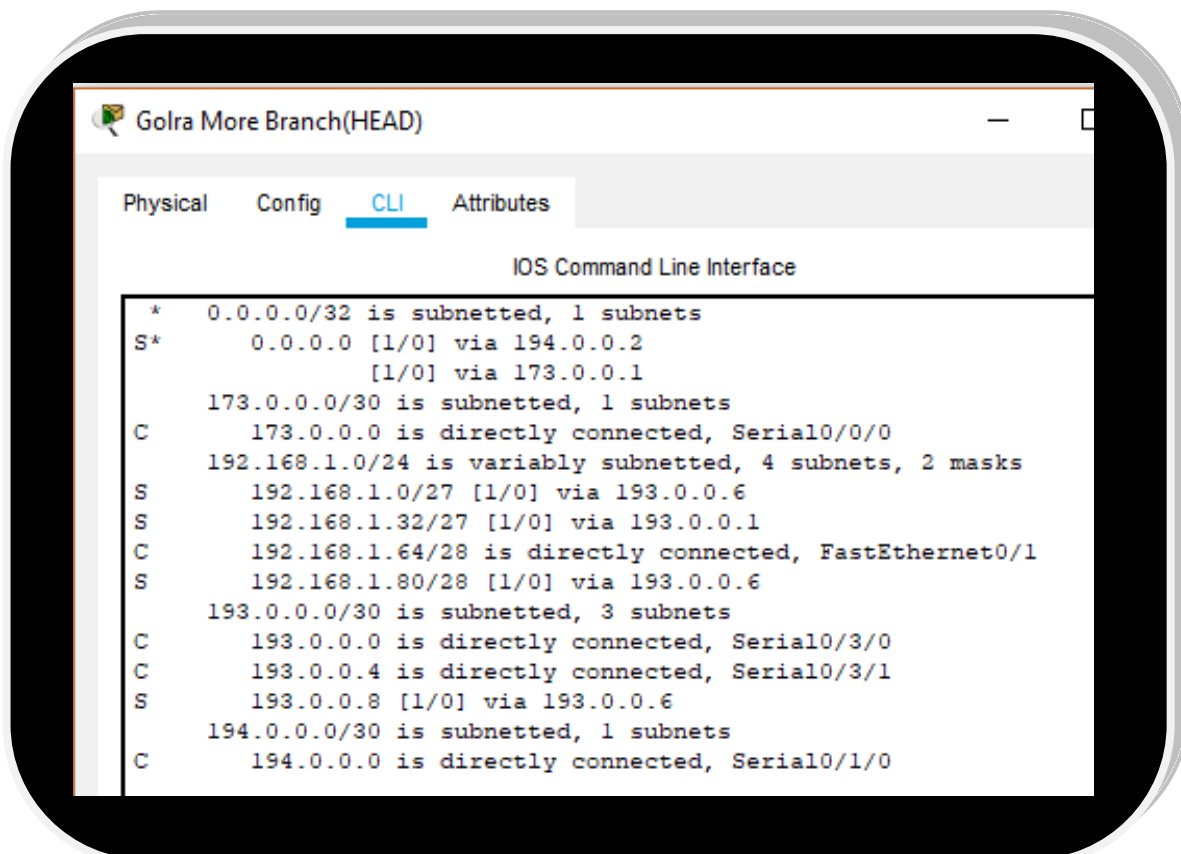 Golra More Branch(HEAD)
Physical Config CLI Attributes
IOS Command Line Interface
* 0.0.0.0/32 is subnetted, 1 subnets
S* 0.0.0.0 [1/0] via 194.0.0.2
[1/0] via 173.0.0.1
173.0.0.0/30 is subnetted, 1 subnets
C 173.0.0.0 is directly connected, Serial0/0/0
192.168.1.0/24 is variably subnetted, 4 subnets, 2 masks
S 192.168.1.0/27 [1/0] via 193.0.0.6
S 192.168.1.32/27 [1/0] via 193.0.0.1
C 192.168.1.64/28 is directly connected, FastEthernet0/1
S 192.168.1.80/28 [1/0] via 193.0.0.6
193.0.0.0/30 is subnetted, 3 subnets
C 193.0.0.0 is directly connected, Serial0/3/0
C 193.0.0.4 is directly connected, Serial0/3/1
S 193.0.0.8 [1/0] via 193.0.0.6
194.0.0.0/30 is subnetted, 1 subnets
C 194.0.0.0 is directly connected, Serial0/1/0